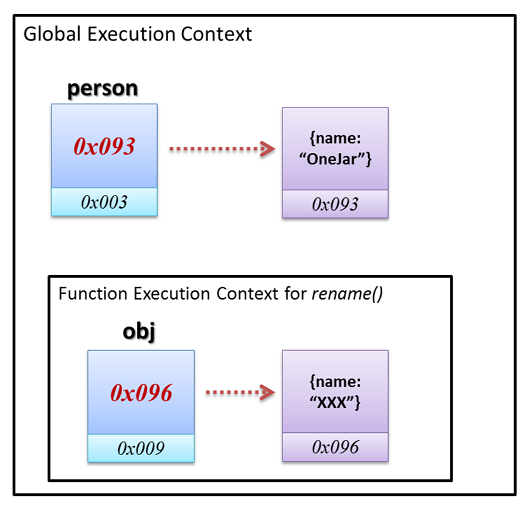 Global Execution Context
person
0x093
0x003
{name:
“OneJar”}
0x093
Function Execution Context for rename()
obj
0x096
0x009
{name:
“XXX”}
0x096